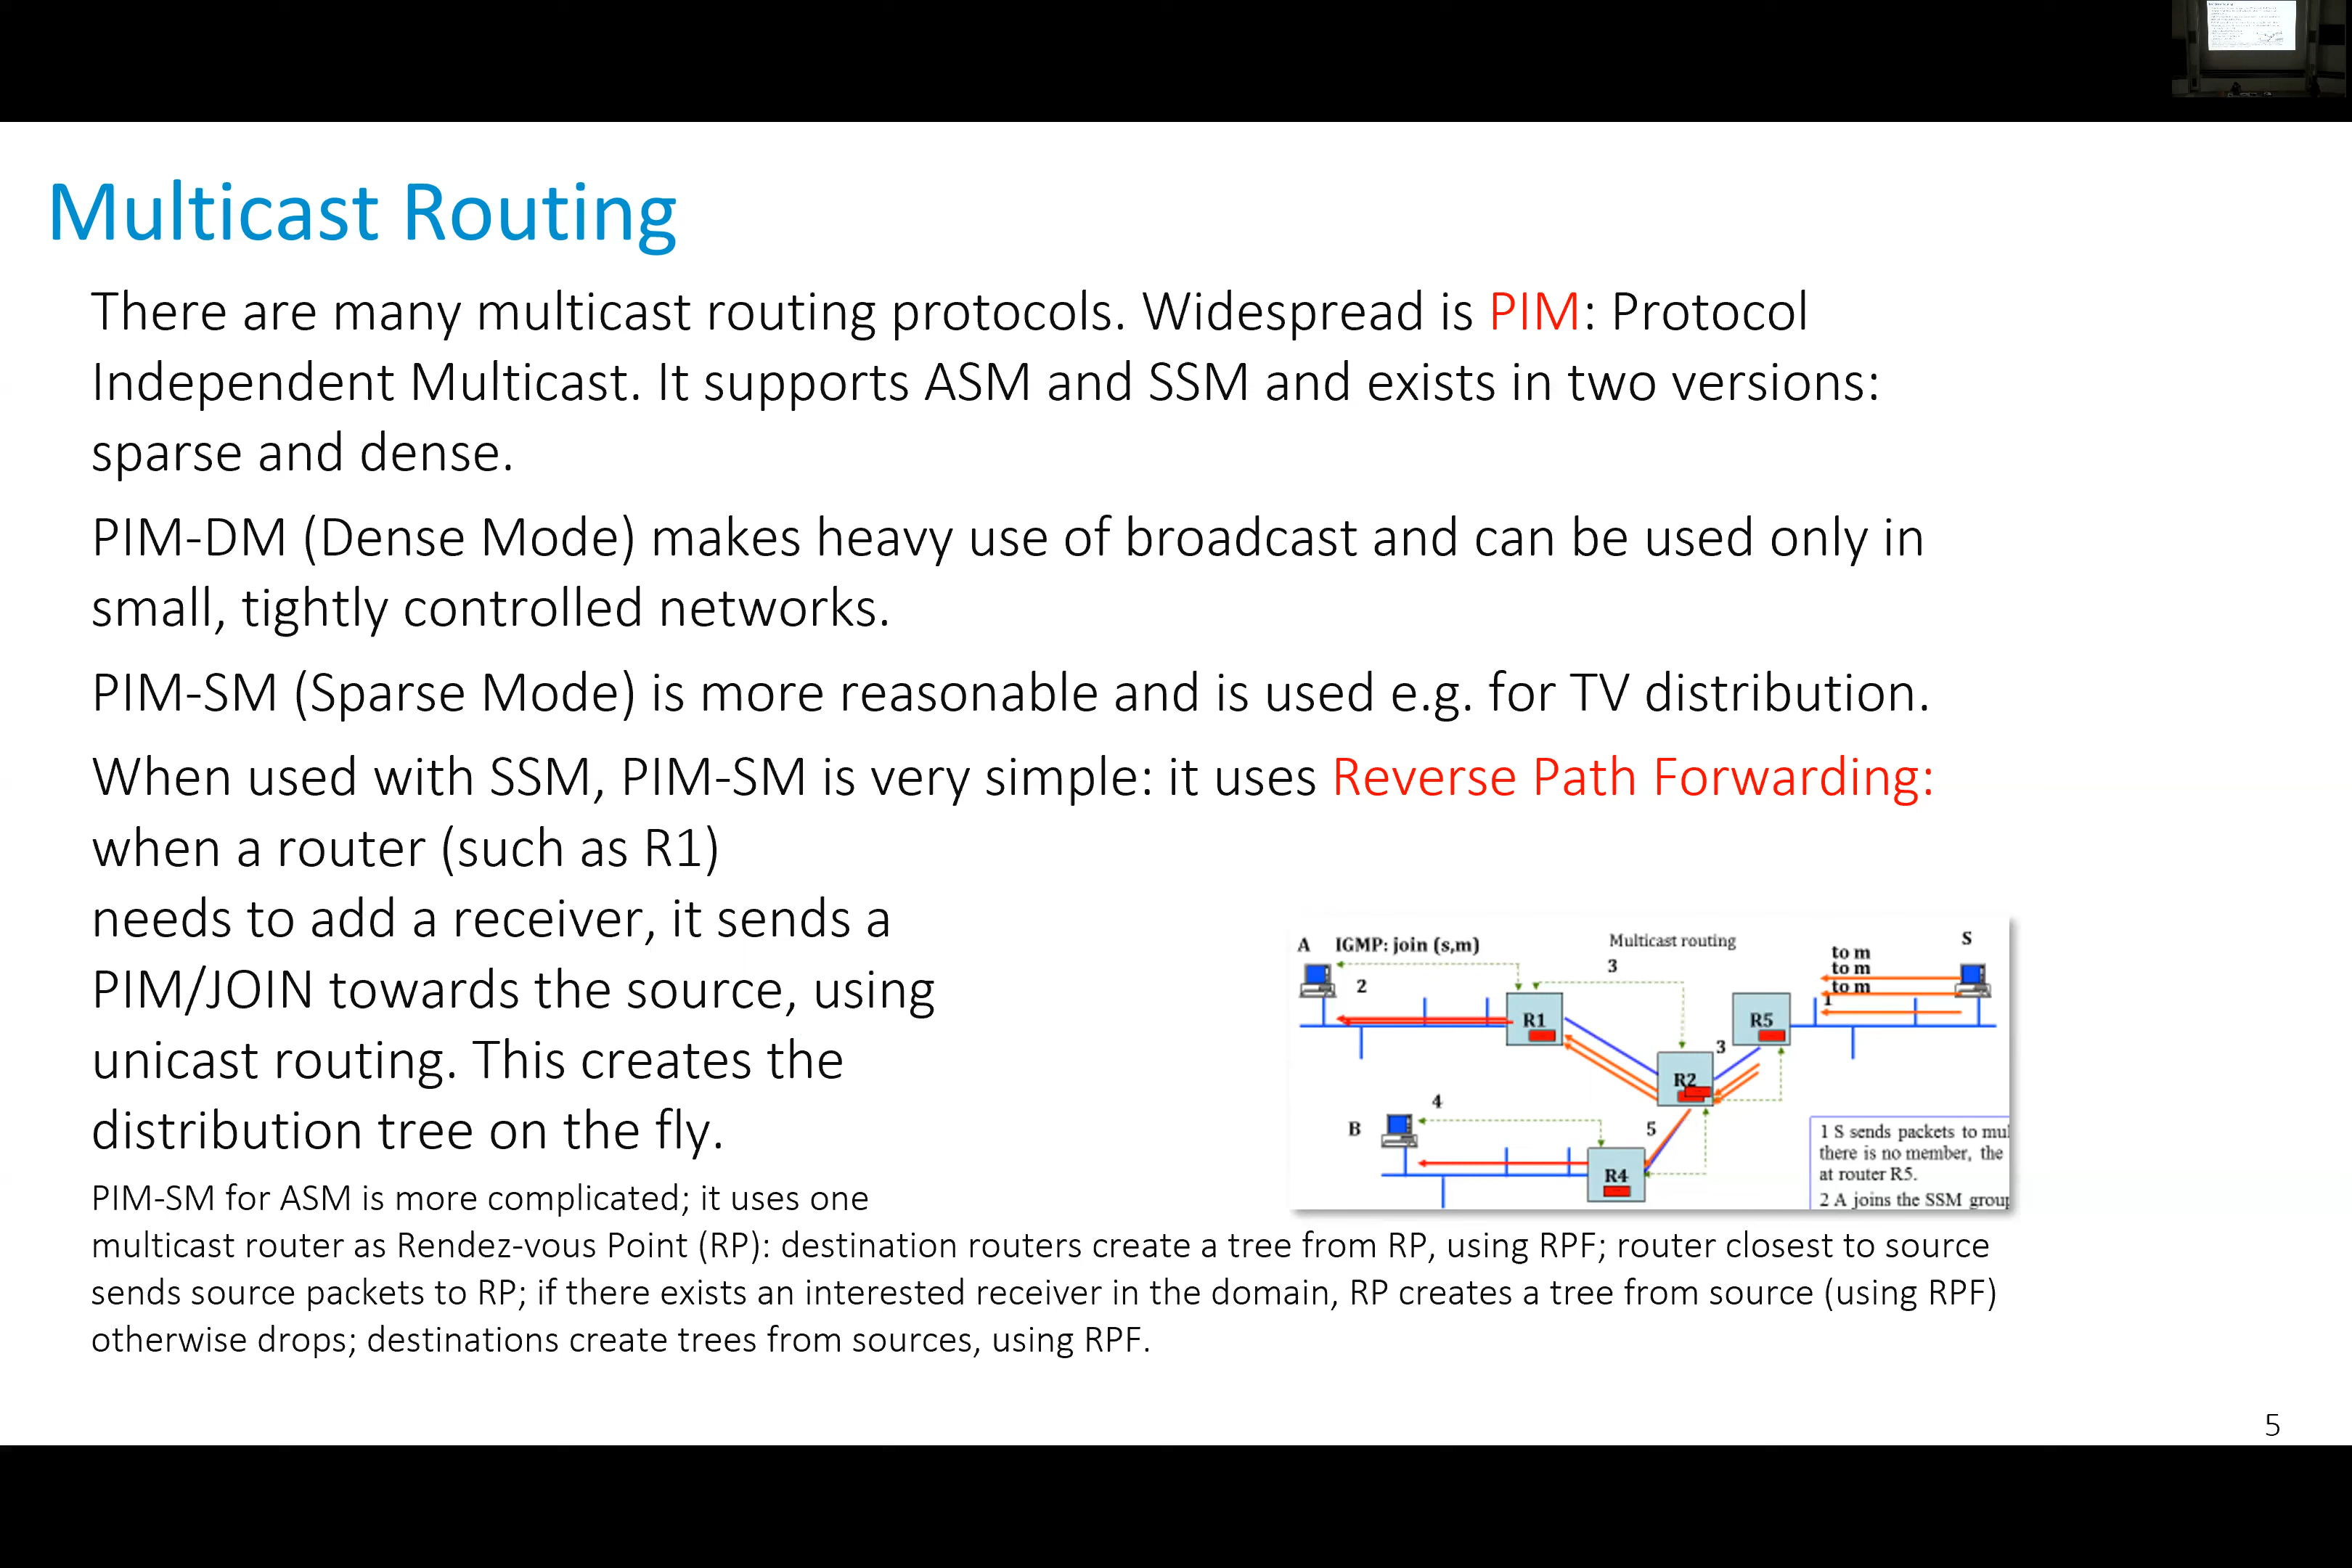 Multicast Routing
There are many multicast routing protocols. Widespread is PIM: Protocol
Independent Multicast. It supports ASM and SSM and exists in two versions:
sparse and dense.
PIM-DM (Dense Mode) makes heavy use of broadcast and can be used only in
small, tightly controlled networks.
PIM-SM (Sparse Mode) is more reasonable and is used e.g. for TV distribution.
When used with SSM, PIM-SM is very simple: it uses Reverse Path Forwarding:
when a router (such as R1)
needs to add a receiver, it sends a
PIM/JOIN towards the source, using
unicast routing. This creates the
distribution tree on the fly.
PIM-SM for ASM is more complicated; it uses one
multicast router as Rendez-vous Point (RP): destination routers create a tree from RP, using RPF; router closest to source
sends source packets to RP; if there exists an interested receiver in the domain, RP creates a tree from source (using RPF)
otherwise drops; destinations create trees from sources, using RPF.
A IGMP: join (s,m)
Multicast routing
S
3
to m
to m
to m
2
1
R1
R5
3
R2
4
B
5
R4
1 S sends packets to mul
there is no member, the
at router R5.
2 A joins the SSM group
5